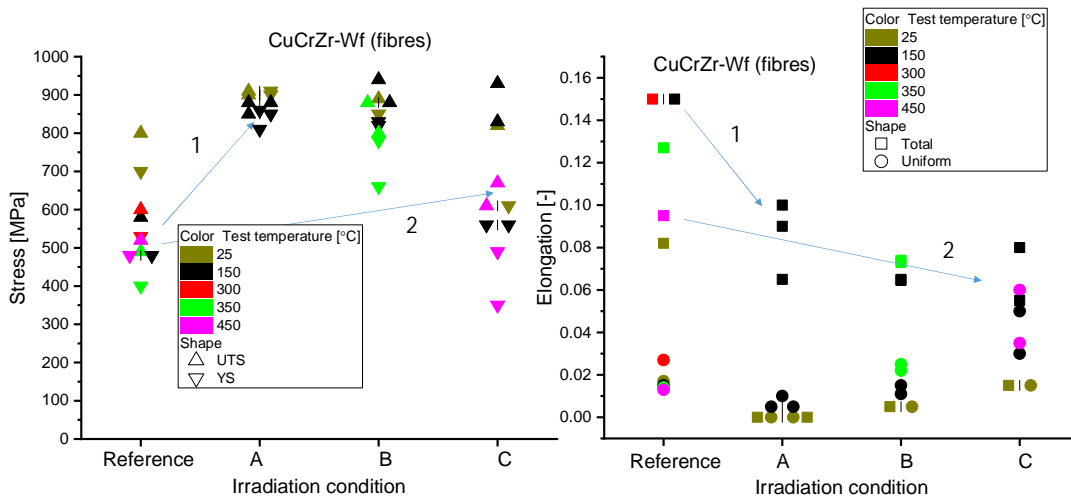 CuCrZr-Wf (fibres)
1000
900
800
700
600
500
400
300
200
100
0
Stress [MPa]
1
2
Color Test temperature [°C]
25
150
300
350
450
Shape
UTS
YS
Reference A B C
Irradiation condition
Color Test temperature [°C]
25
150
300
350
450
Shape
Total
Uniform
CuCrZr-Wf (fibres)
0.16
0.14
0.12
0.10
0.08
0.06
0.04
0.02
0.00
Elongation [-]
1
2
Reference A B C
Irradiation condition